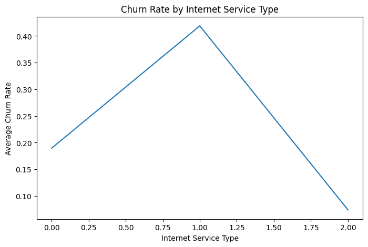 Churn Rate by Internet Service Type
Average Churn Rate
0.40
0.35
0.30
0.25
0.20
0.15
0.10
0.00 0.25 0.50 0.75 1.00 1.25 1.50 1.75 2.00
Internet Service Type